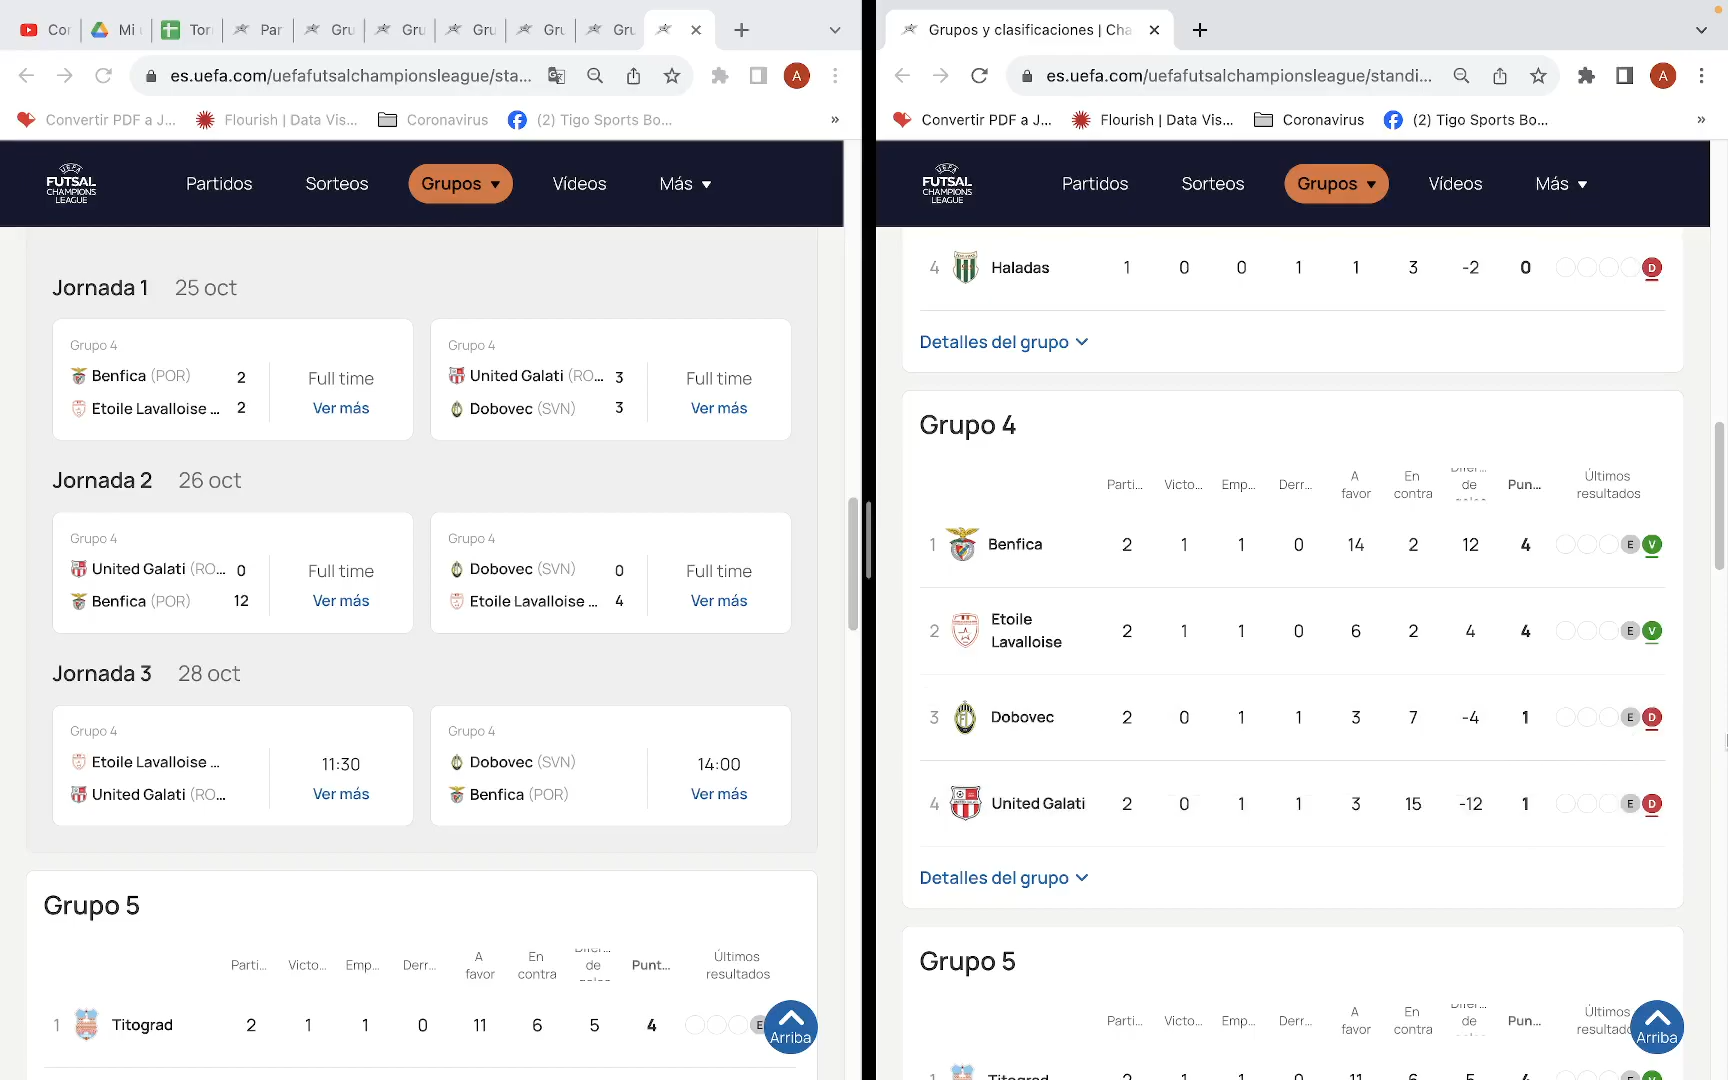 Cor
Mi
Tor
Par
Gru
Gru
Gru
Gru
Gru
es.uefa.com/uefafutsalchampionsleague/sta...
A
Convertir PDF a J...
Flourish | Data Vis...
Coronavirus
(2) Tigo Sports Bo...
»
UEFA
FUTSAL
CHAMPIONS
LEAGUE
Partidos
Sorteos
Grupos
Vídeos
Más
Jornada 1 25 oct
Grupo 4
Benfica (POR) 2
Etoile Lavalloise ... 2
Full time
Ver más
Grupo 4
United Galati (RO... 3
Dobovec (SVN) 3
Full time
Ver más
Jornada 2 26 oct
Grupo 4
United Galati (RO... 0
Benfica (POR) 12
Full time
Ver más
Grupo 4
Dobovec (SVN) 0
Etoile Lavalloise ... 4
Full time
Ver más
Jornada 3 28 oct
Grupo 4
Etoile Lavalloise ...
United Galati (RO...
11:30
Ver más
Grupo 4
Dobovec (SVN)
Benfica (POR)
14:00
Ver más
Grupo 5
Parti... Victo... Emp... Derr... A favor En contra de Punt... Últimos resultados
1 Titograd 2 1 1 0 11 6 5 4 E
Arriba
Grupos y clasificaciones | Cha
es.uefa.com/uefafutsalchampionsleague/standi...
A
Convertir PDF a J...
Flourish | Data Vis...
Coronavirus
(2) Tigo Sports Bo...
»
UEFA
FUTSAL
CHAMPIONS
LEAGUE
Partidos
Sorteos
Grupos
Vídeos
Más
4 Haladas 1 0 0 1 1 3 -2 0 D
Detalles del grupo
Grupo 4
Parti... Victo... Emp... Derr... A favor En contra de Pun... Últimos resultados
1 Benfica 2 1 1 0 14 2 12 4 E V
2 Etoile Lavalloise 2 1 1 0 6 2 4 4 E V
3 Dobovec 2 0 1 1 3 7 -4 1 E D
4 United Galati 2 0 1 1 3 15 -12 1 E D
Detalles del grupo
Grupo 5
Parti... Victo... Emp... Derr... A favor En contra de Pun... Últimos resultado
1 Titograd 2 1 1 0 11 6 5 4 E V
Arriba